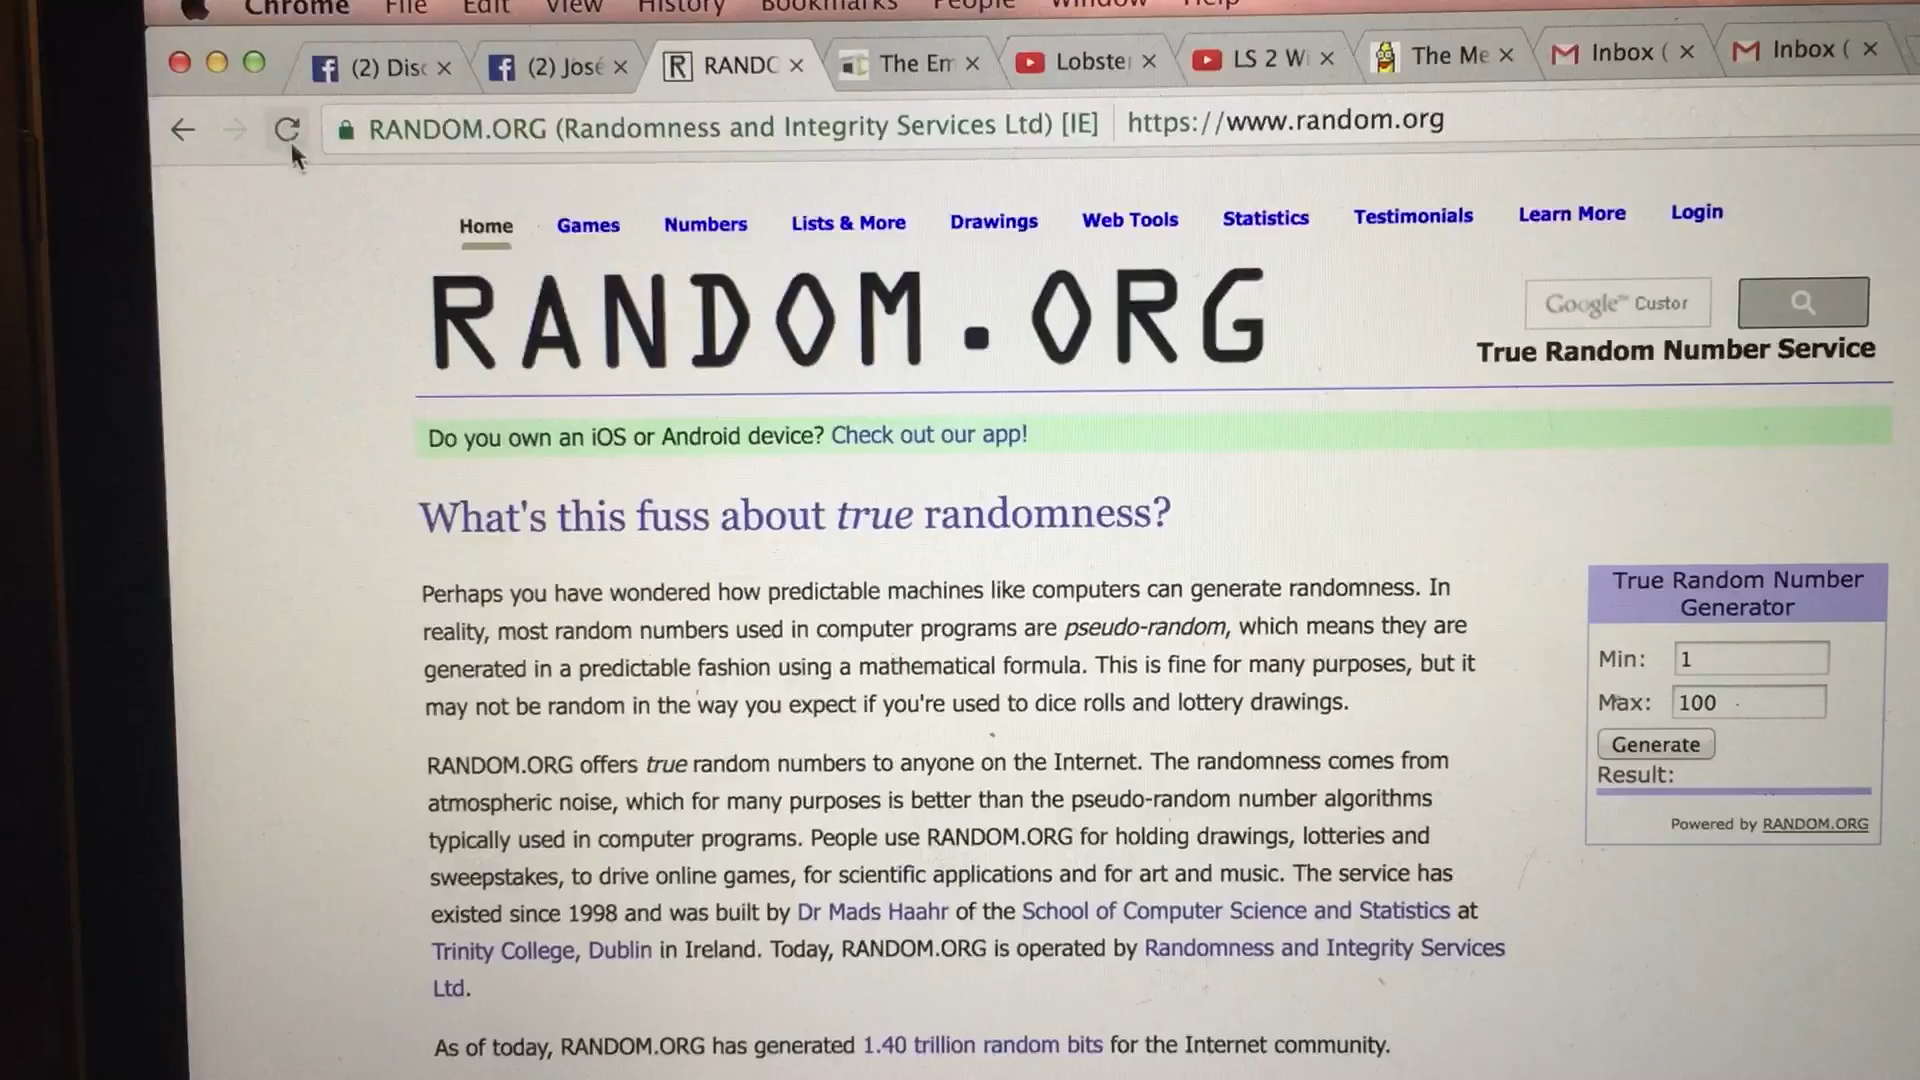 Chrome File Edit View History Bookmarks People Window Help
(2) Disc (2) José RANDO The Em Lobste LS 2 Wi The Me Inbox ( Inbox (
RANDOM.ORG (Randomness and Integrity Services Ltd) [IE] https://www.random.org
Home Games Numbers Lists & More Drawings Web Tools Statistics Testimonials Learn More Login
RANDOM.ORG
Google™ Custor
True Random Number Service
Do you own an iOS or Android device? Check out our app!
What's this fuss about true randomness?
Perhaps you have wondered how predictable machines like computers can generate randomness. In
reality, most random numbers used in computer programs are pseudo-random, which means they are
generated in a predictable fashion using a mathematical formula. This is fine for many purposes, but it
may not be random in the way you expect if you're used to dice rolls and lottery drawings.
RANDOM.ORG offers true random numbers to anyone on the Internet. The randomness comes from
atmospheric noise, which for many purposes is better than the pseudo-random number algorithms
typically used in computer programs. People use RANDOM.ORG for holding drawings, lotteries and
sweepstakes, to drive online games, for scientific applications and for art and music. The service has
existed since 1998 and was built by Dr Mads Haahr of the School of Computer Science and Statistics at
Trinity College, Dublin in Ireland. Today, RANDOM.ORG is operated by Randomness and Integrity Services
Ltd.
As of today, RANDOM.ORG has generated 1.40 trillion random bits for the Internet community.
True Random Number
Generator
Min: 1
Max: 100
Generate
Result:
Powered by RANDOM.ORG